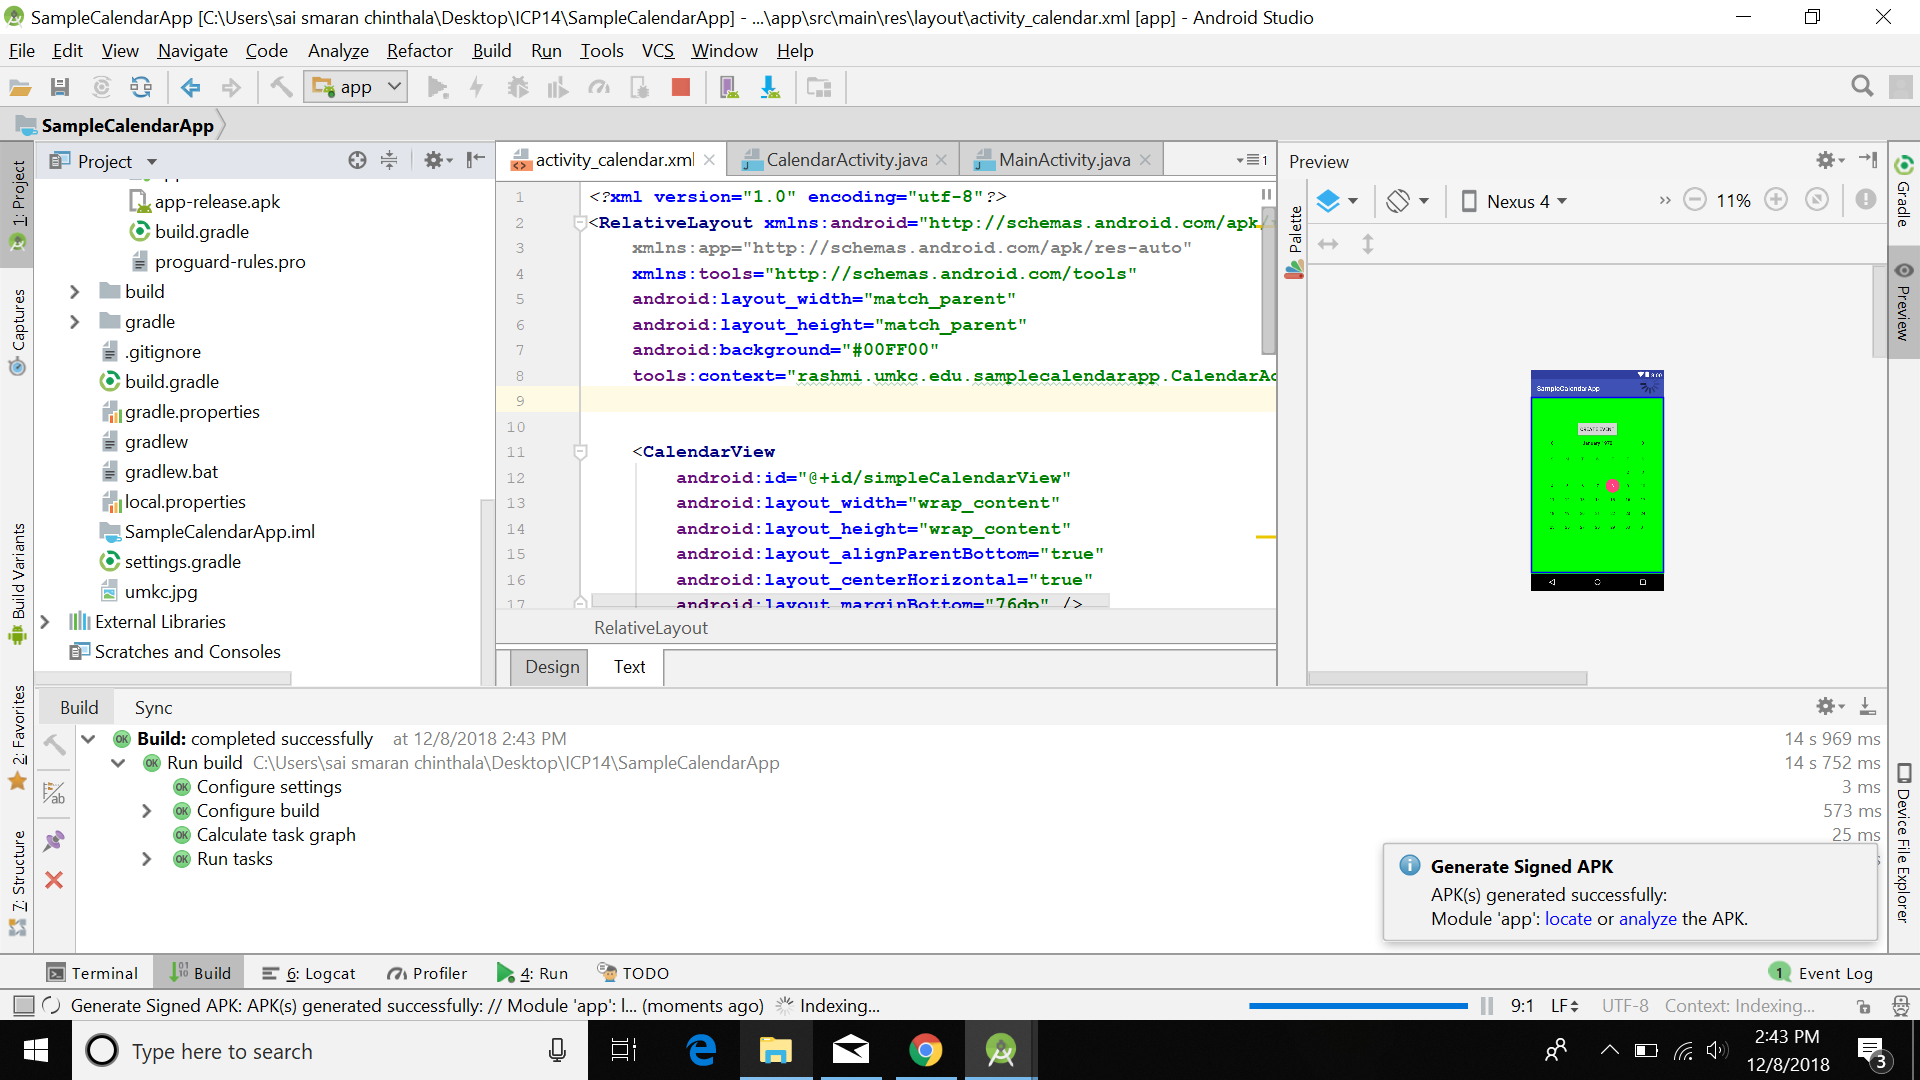 SampleCalendarApp [C:\Users\sai smaran chinthala\Desktop\ICP14\SampleCalendarApp] - ...\app\src\main\res\layout\activity_calendar.xml [app] - Android Studio
File Edit View Navigate Code Analyze Refactor Build Run Tools VCS Window Help
app
SampleCalendarApp
1: Project
Captures
Build Variants
2: Favorites
7: Structure
Project
app-release.apk
build.gradle
proguard-rules.pro
build
gradle
.gitignore
build.gradle
gradle.properties
gradlew
gradlew.bat
local.properties
SampleCalendarApp.iml
settings.gradle
umkc.jpg
External Libraries
Scratches and Consoles
activity_calendar.xml CalendarActivity.java MainActivity.java 1
1 <?xml version="1.0" encoding="utf-8"?>
2 <RelativeLayout xmlns:android="http://schemas.android.com/apk/
3 xmlns:app="http://schemas.android.com/apk/res-auto"
4 xmlns:tools="http://schemas.android.com/tools"
5 android:layout_width="match_parent"
6 android:layout_height="match_parent"
7 android:background="#00FF00"
8 tools:context="rashmi.umkc.edu.samplecalendarapp.CalendarAc
9
10
11 <CalendarView
12 android:id="@+id/simpleCalendarView"
13 android:layout_width="wrap_content"
14 android:layout_height="wrap_content"
15 android:layout_alignParentBottom="true"
16 android:layout_centerHorizontal="true"
17 android:layout_marginBottom="76dp" />
RelativeLayout
Design Text
Preview
Palette
Nexus 4 11%
8:00
SampleCalendarApp
CREATE EVENT
January 1970
Gradle
Preview
Device File Explorer
Build Sync
Build: completed successfully at 12/8/2018 2:43 PM 14 s 969 ms
Run build C:\Users\sai smaran chinthala\Desktop\ICP14\SampleCalendarApp 14 s 752 ms
Configure settings 3 ms
Configure build 573 ms
Calculate task graph 25 ms
Run tasks
Generate Signed APK
APK(s) generated successfully:
Module 'app': locate or analyze the APK.
Terminal Build 6: Logcat Profiler 4: Run TODO 1 Event Log
Generate Signed APK: APK(s) generated successfully: // Module 'app': l... (moments ago) Indexing... 9:1 LF UTF-8 Context: Indexing...
Type here to search
2:43 PM
12/8/2018
3